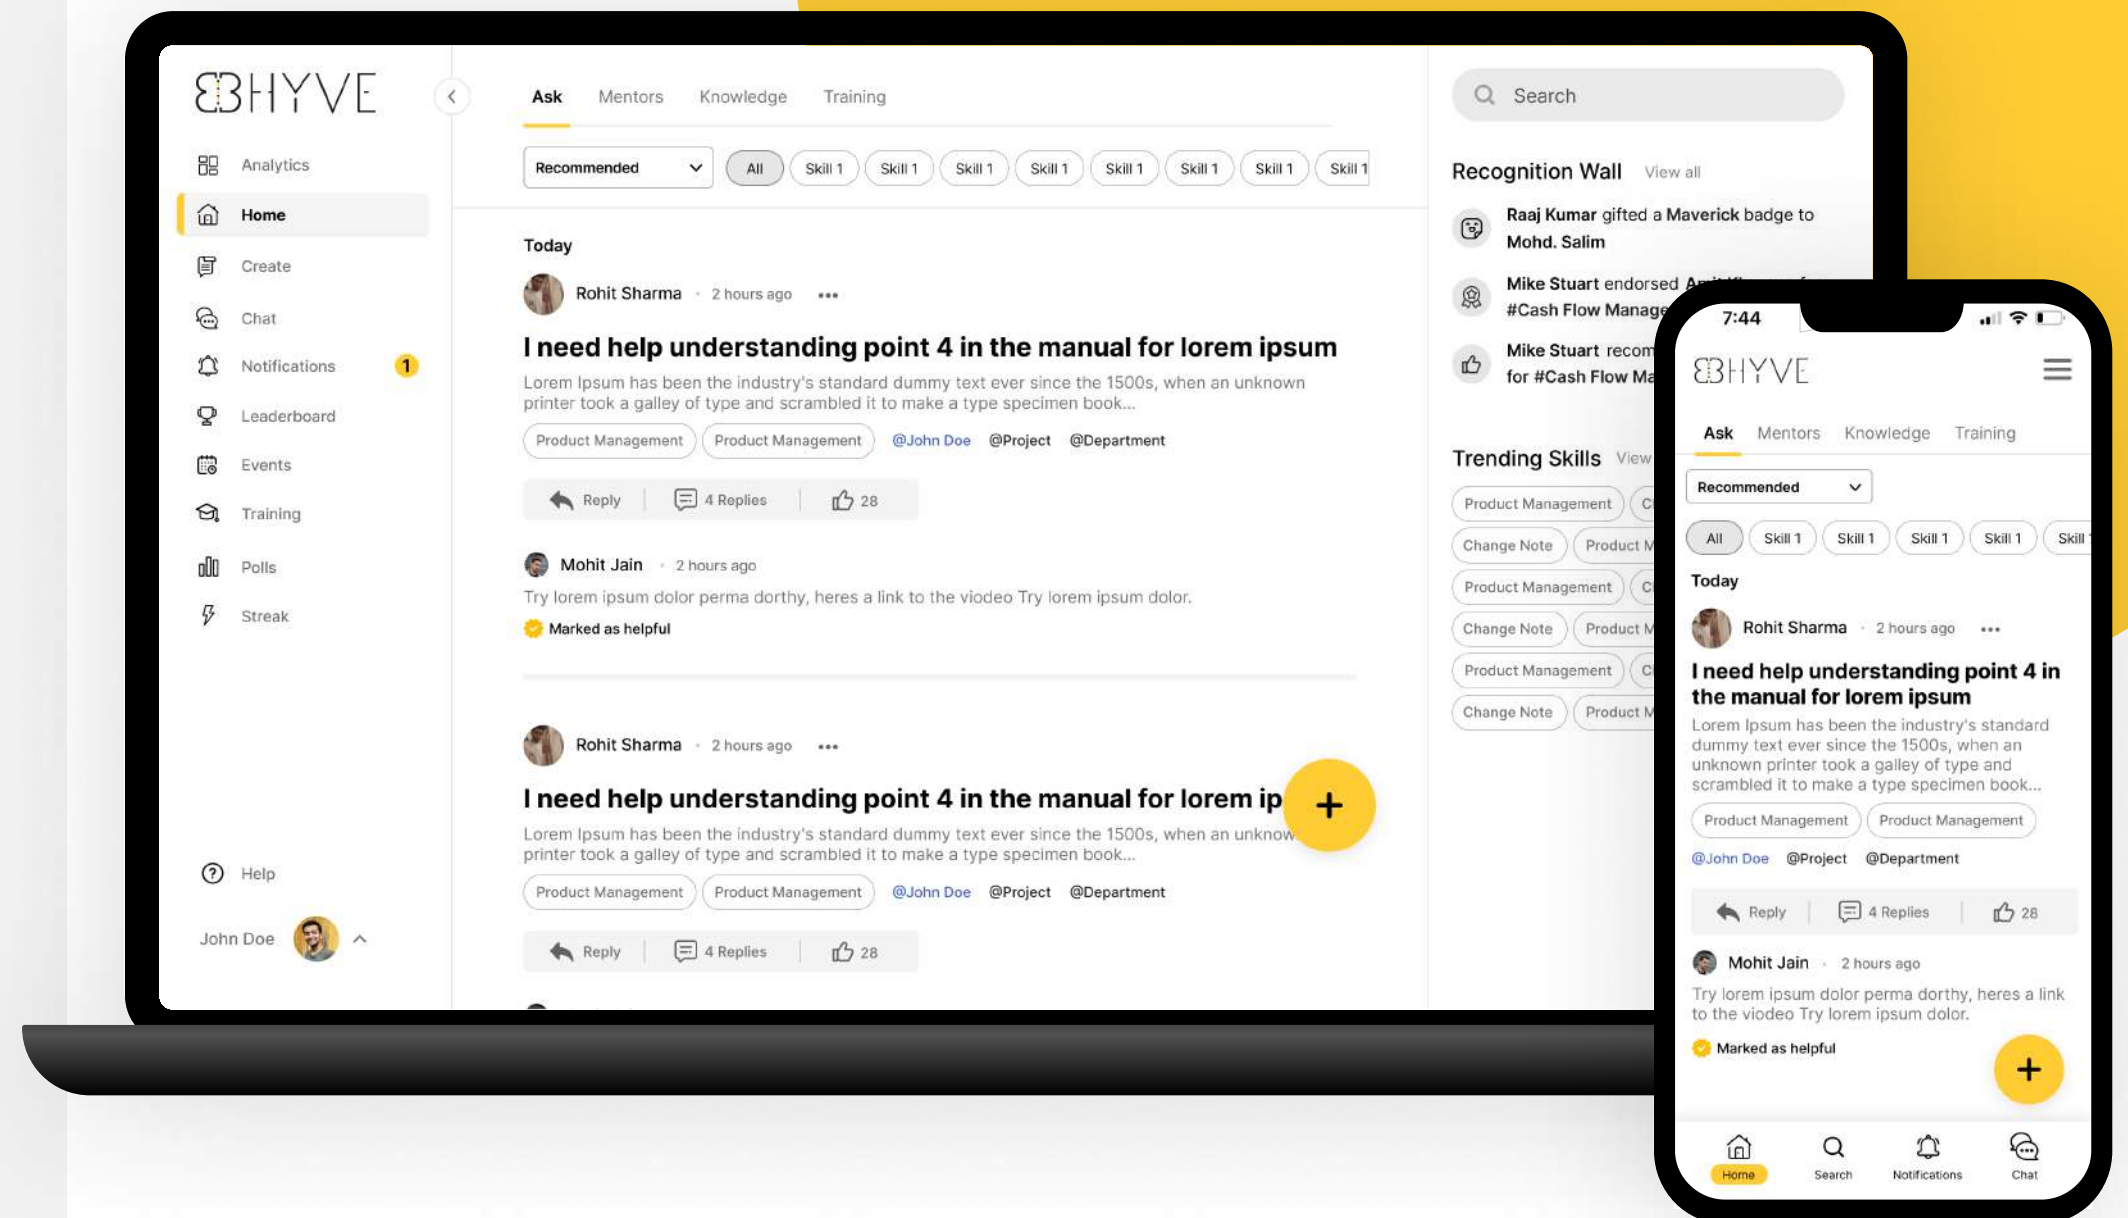 BHYVE
Analytics
Home
Create
Chat
Notifications 1
Leaderboard
Events
Training
Polls
Streak
Help
John Doe
Ask Mentors Knowledge Training
Recommended All Skill 1 Skill 1 Skill 1 Skill 1 Skill 1 Skill 1 Skill 1 Skill 1
Today
Rohit Sharma 2 hours ago
I need help understanding point 4 in the manual for lorem ipsum
Lorem Ipsum has been the industry's standard dummy text ever since the 1500s, when an unknown
printer took a galley of type and scrambled it to make a type specimen book...
Product Management Product Management @John Doe @Project @Department
Reply 4 Replies 28
Mohit Jain 2 hours ago
Try lorem ipsum dolor perma dorthy, heres a link to the viodeo Try lorem ipsum dolor.
Marked as helpful
Rohit Sharma 2 hours ago
I need help understanding point 4 in the manual for lorem ip
Lorem Ipsum has been the industry's standard dummy text ever since the 1500s, when an unknow
printer took a galley of type and scrambled it to make a type specimen book...
Product Management Product Management @John Doe @Project @Department
Reply 4 Replies 28
Search
Recognition Wall View all
Raaj Kumar gifted a Maverick badge to
Mohd. Salim
Mike Stuart endorsed
#Cash Flow Manage
Mike Stuart recom
for #Cash Flow Ma
Trending Skills View
Product Management C
Change Note Product M
Product Management C
Change Note Product M
Product Management C
Change Note Product M
7:44
BHYVE
Ask Mentors Knowledge Training
Recommended
All Skill 1 Skill 1 Skill 1 Skill 1 Skill
Today
Rohit Sharma 2 hours ago
I need help understanding point 4 in
the manual for lorem ipsum
Lorem Ipsum has been the industry's standard
dummy text ever since the 1500s, when an
unknown printer took a galley of type and
scrambled it to make a type specimen book...
Product Management Product Management
@John Doe @Project @Department
Reply 4 Replies 28
Mohit Jain 2 hours ago
Try lorem ipsum dolor perma dorthy, heres a link
to the viodeo Try lorem ipsum dolor.
Marked as helpful
Home Search Notifications Chat